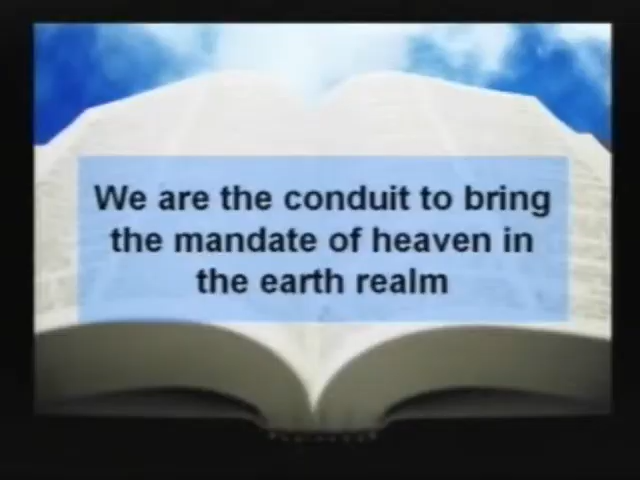 We are the conduit to bring
the mandate of heaven in
the earth realm